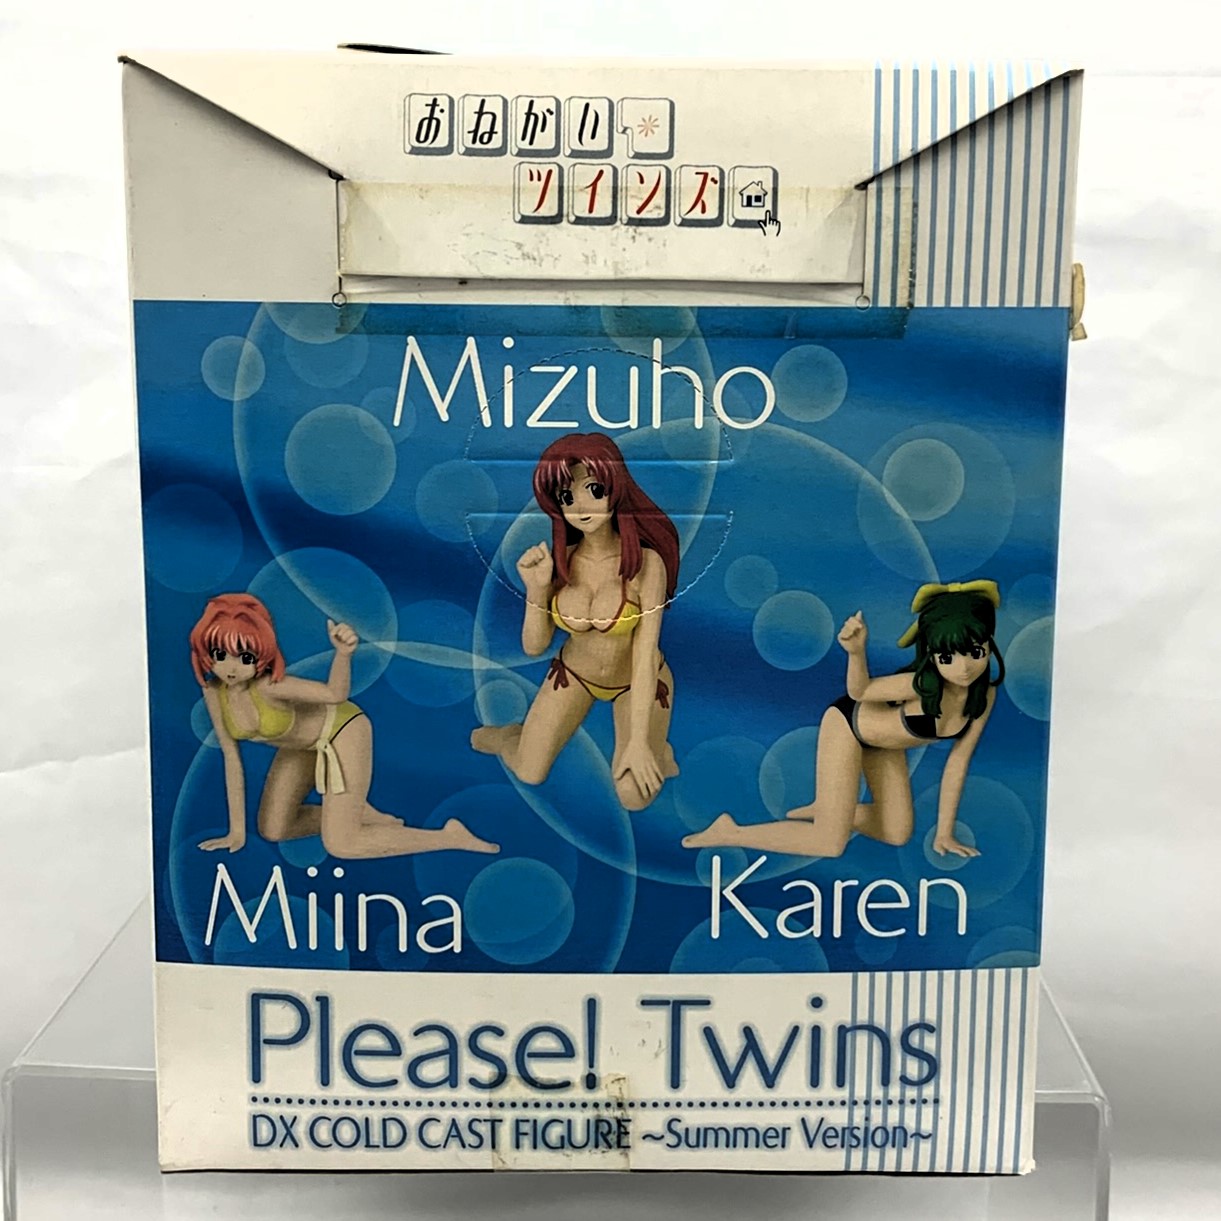 おねがい*
ツインズ
Mizuho
Miina
Karen
Please! Twins
DX COLD CAST FIGURE ~Summer Version~